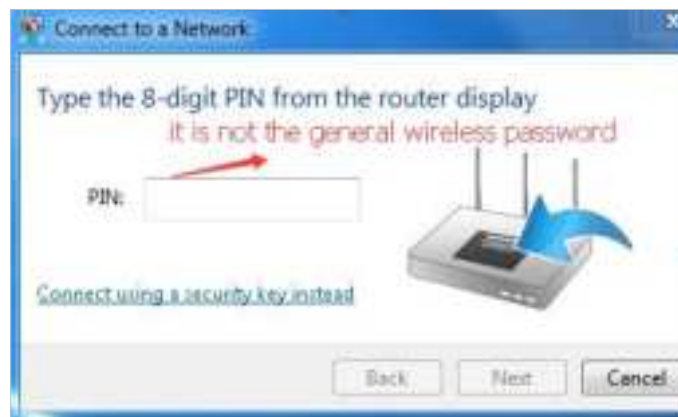 Connect to a Network
Type the 8-digit PIN from the router display
it is not the general wireless password
PIN:
Connect using a security key instead
Back
Next
Cancel